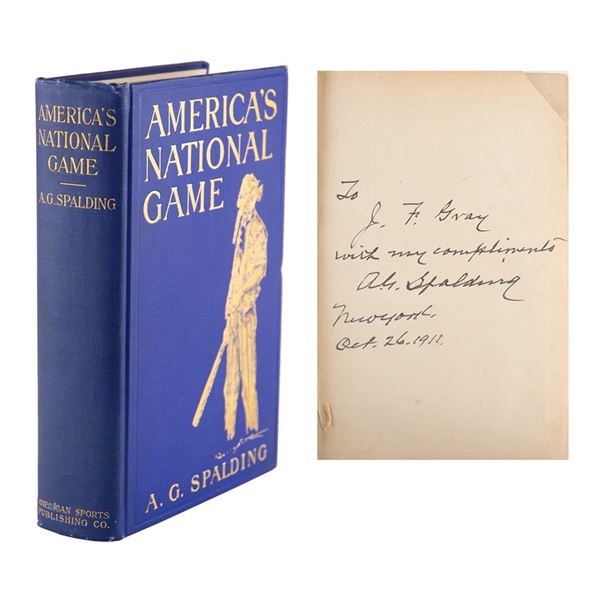 AMERICA'S
NATIONAL
GAME
A.G. SPALDING
AMERICAN SPORTS
PUBLISHING CO.
AMERICA'S
NATIONAL
GAME
A. G. SPALDING
To
J. F. Gray
with my compliments
A.G. Spalding
New York.
Oct. 26. 1911.